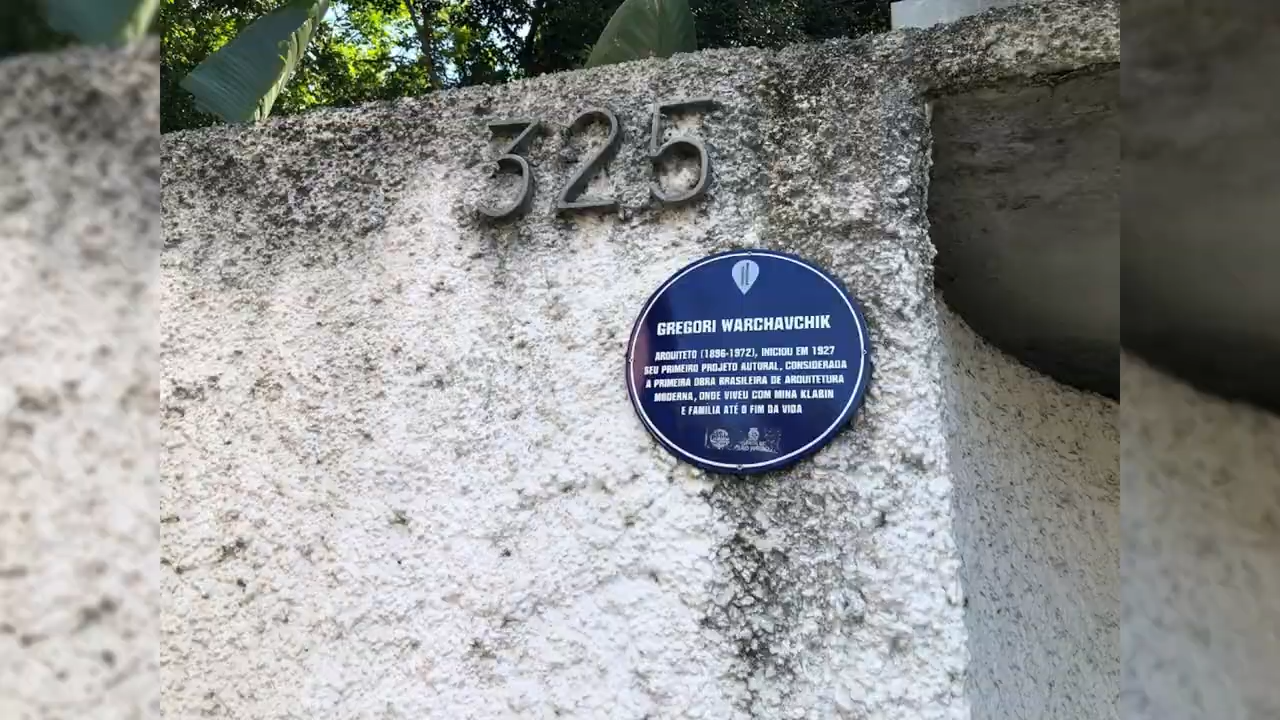 325
GREGORI WARCHAVCHIK
ARQUITETO (1896-1972), INICIOU EM 1927
SEU PRIMEIRO PROJETO AUTORAL, CONSIDERADA
A PRIMEIRA OBRA BRASILEIRA DE ARQUITETURA
MODERNA, ONDE VIVEU COM MINA KLABIN
E FAMÍLIA ATÉ O FIM DA VIDA